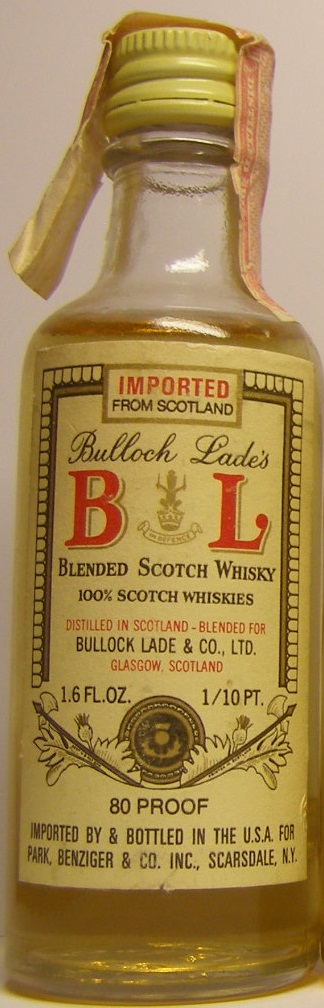 IMPORTED
FROM SCOTLAND
Bulloch Lade's
B L
IN DEFENCE
BLENDED SCOTCH WHISKY
100% SCOTCH WHISKIES
DISTILLED IN SCOTLAND - BLENDED FOR
BULLOCK LADE & CO., LTD.
GLASGOW, SCOTLAND
1.6 FL. OZ. 1/10 PT.
80 PROOF
IMPORTED BY & BOTTLED IN THE U.S.A. FOR
PARK, BENZIGER & CO. INC., SCARSDALE, N.Y.